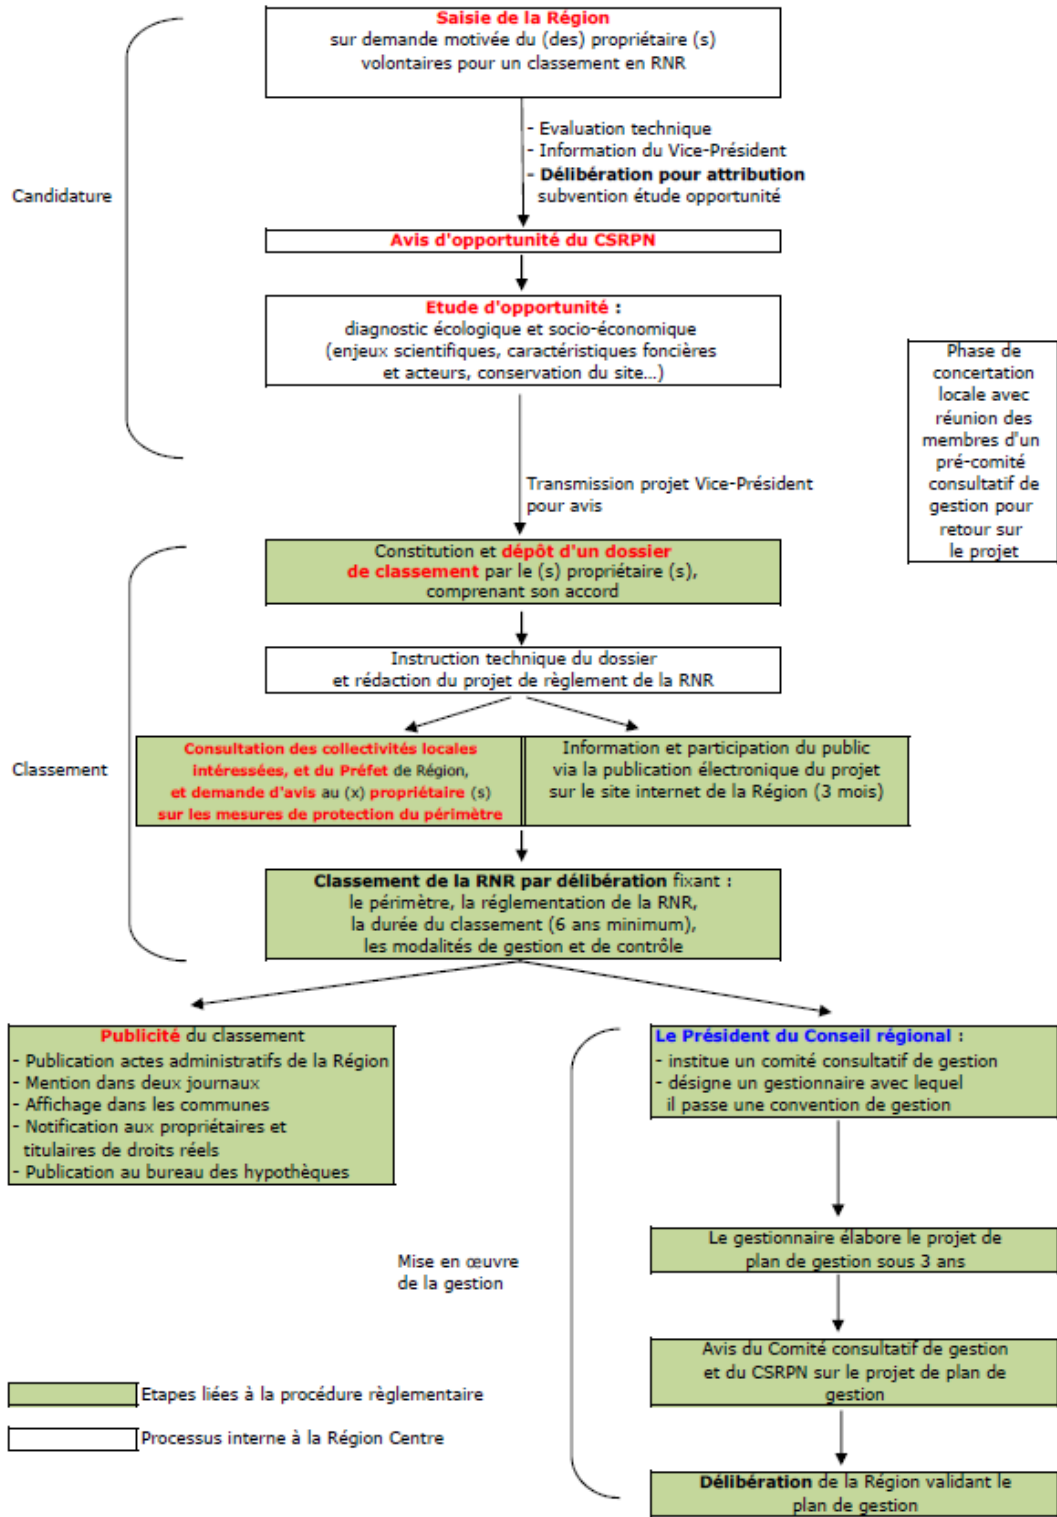 Saisie de la Région
sur demande motivée du (des) propriétaire (s)
volontaires pour un classement en RNR
- Evaluation technique
- Information du Vice-Président
- Délibération pour attribution
subvention étude opportunité
Candidature
Avis d'opportunité du CSRPN
Etude d'opportunité :
diagnostic écologique et socio-économique
(enjeux scientifiques, caractéristiques foncières
et acteurs, conservation du site...)
Phase de
concertation
locale avec
réunion des
membres d'un
pré-comité
consultatif de
gestion pour
retour sur
le projet
Transmission projet Vice-Président
pour avis
Constitution et dépôt d'un dossier
de classement par le (s) propriétaire (s),
comprenant son accord
Instruction technique du dossier
et rédaction du projet de règlement de la RNR
Classement
Consultation des collectivités locales
intéressées, et du Préfet de Région,
et demande d'avis au (x) propriétaire (s)
sur les mesures de protection du périmètre
Information et participation du public
via la publication électronique du projet
sur le site internet de la Région (3 mois)
Classement de la RNR par délibération fixant :
le périmètre, la réglementation de la RNR,
la durée du classement (6 ans minimum),
les modalités de gestion et de contrôle
Publicité du classement
- Publication actes administratifs de la Région
- Mention dans deux journaux
- Affichage dans les communes
- Notification aux propriétaires et
titulaires de droits réels
- Publication au bureau des hypothèques
Le Président du Conseil régional :
- institue un comité consultatif de gestion
- désigne un gestionnaire avec lequel
il passe une convention de gestion
Mise en œuvre
de la gestion
Le gestionnaire élabore le projet de
plan de gestion sous 3 ans
Avis du Comité consultatif de gestion
et du CSRPN sur le projet de plan de
gestion
Délibération de la Région validant le
plan de gestion
Etapes liées à la procédure règlementaire
Processus interne à la Région Centre